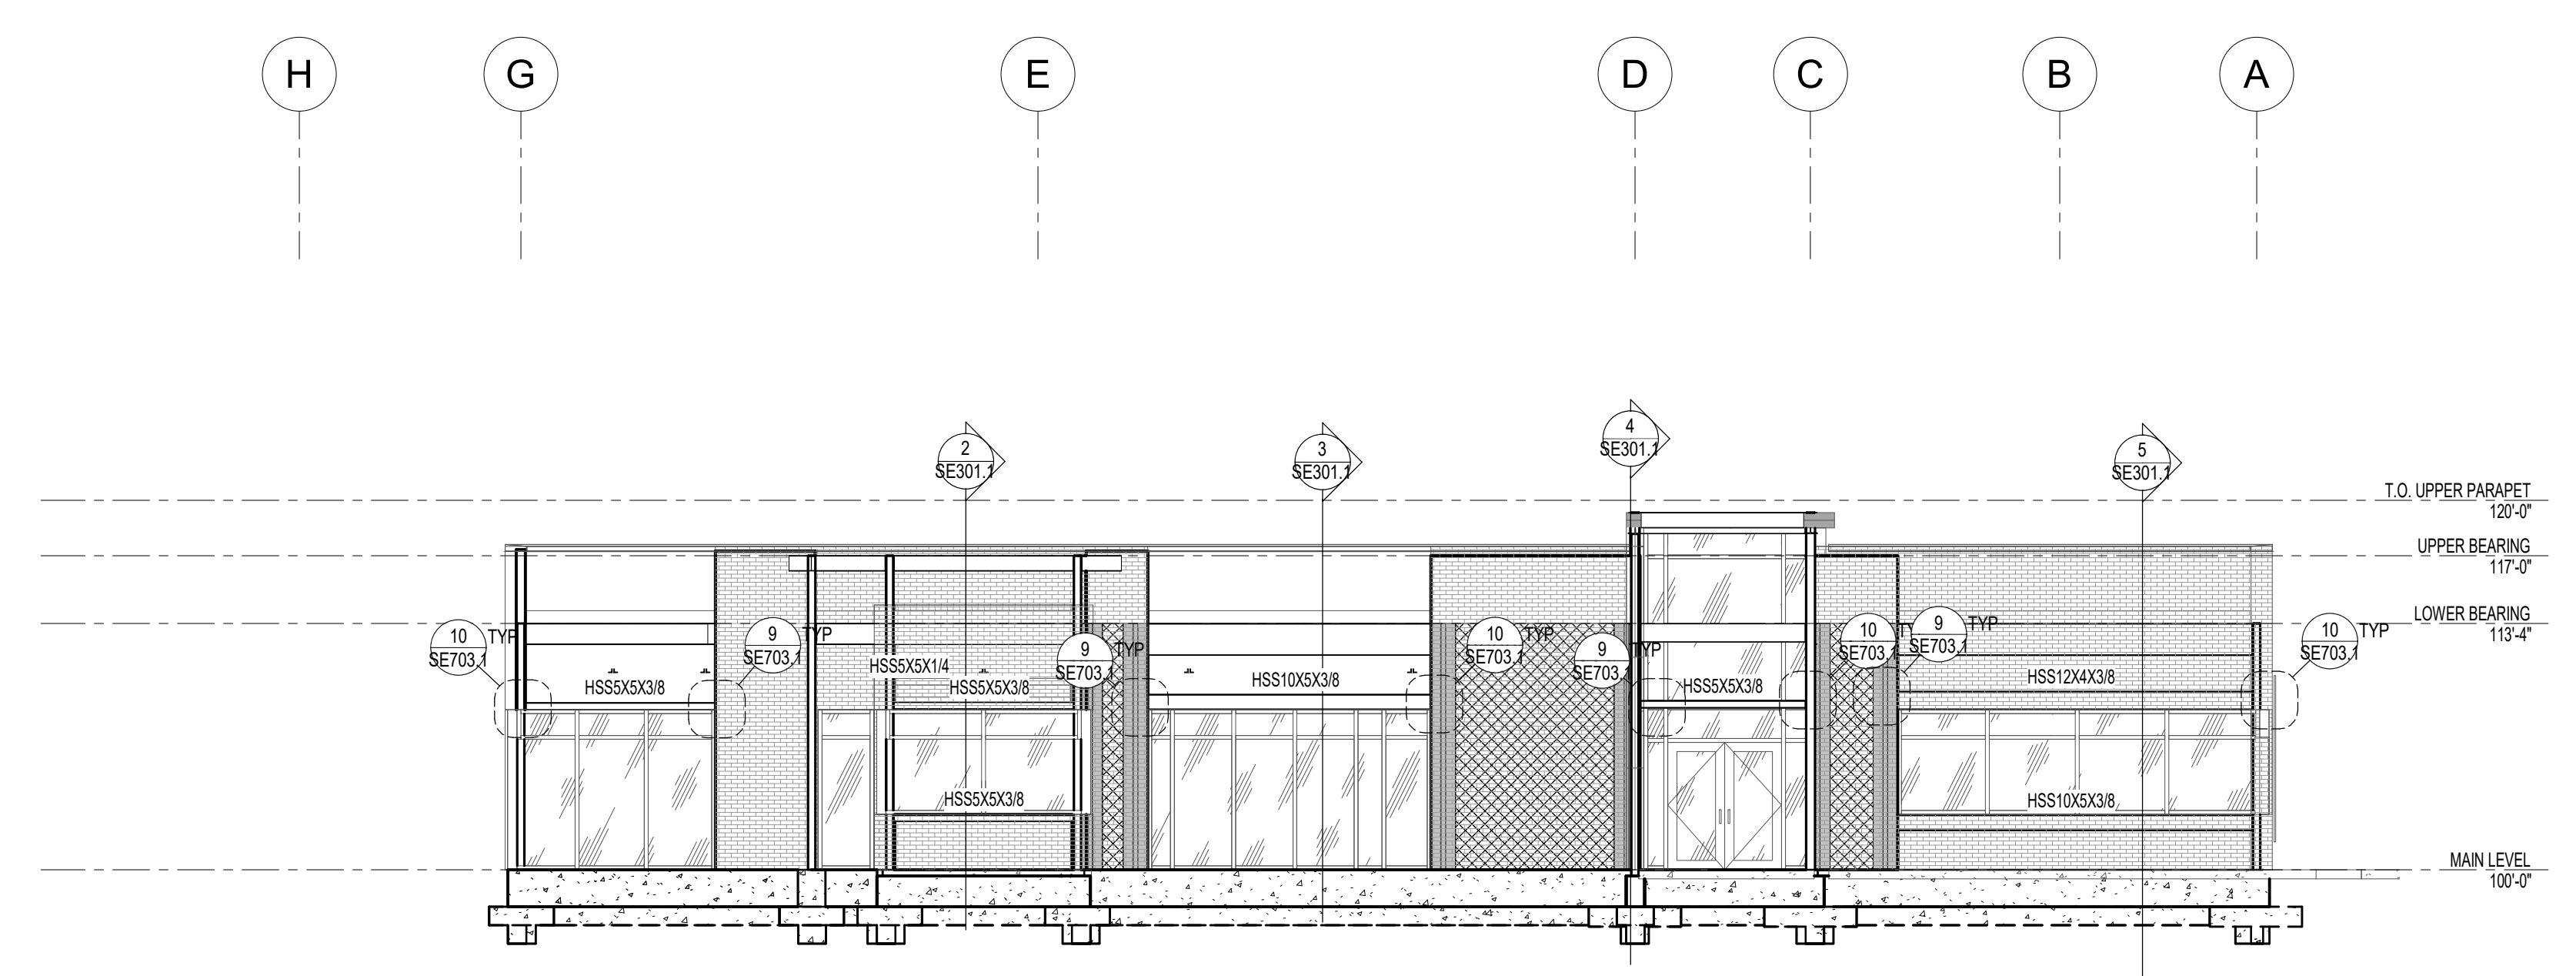 H
G
E
D
C
B
A
4
SE301.1
2
SE301.1
3
SE301.1
5
SE301.1
T.O. UPPER PARAPET
120'-0"
UPPER BEARING
117'-0"
LOWER BEARING
113'-4"
10
SE703.1
TYP
9
SE703.1
TYP
9
SE703.1
TYP
10
SE703.1
TYP
9
SE703.1
TYP
10
SE703.1
9
SE703.1
TYP
10
SE703.1
TYP
HSS5X5X3/8
HSS5X5X1/4
HSS5X5X3/8
HSS10X5X3/8
HSS5X5X3/8
HSS12X4X3/8
HSS5X5X3/8
HSS10X5X3/8
MAIN LEVEL
100'-0"